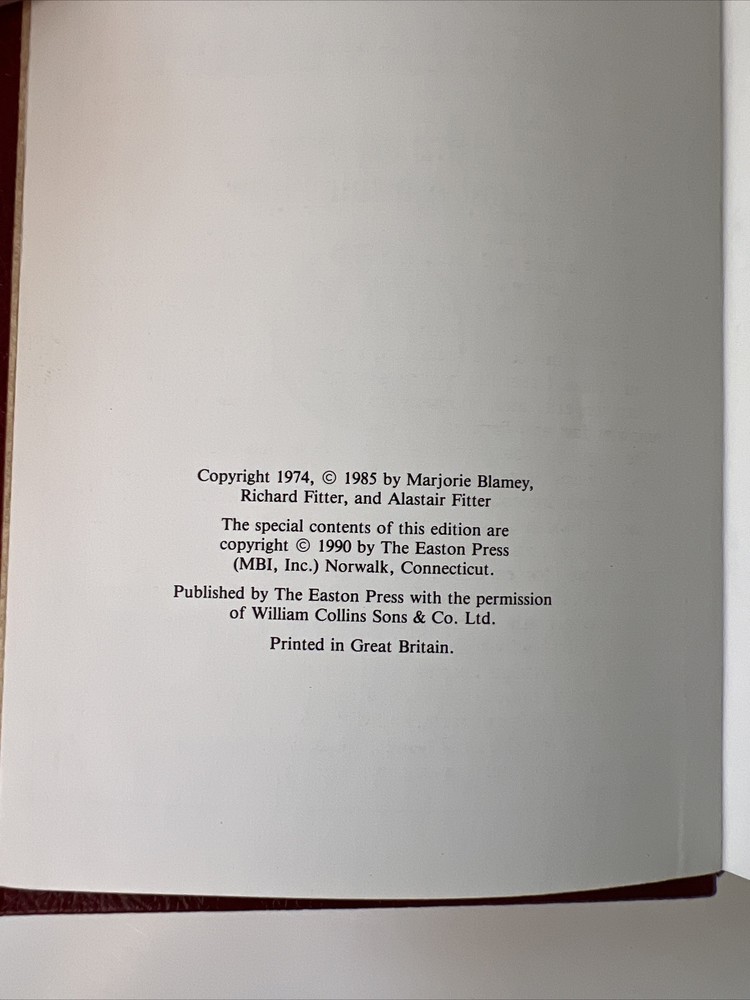 Copyright 1974, © 1985 by Marjorie Blamey,
Richard Fitter, and Alastair Fitter
The special contents of this edition are
copyright © 1990 by The Easton Press
(MBI, Inc.) Norwalk, Connecticut.
Published by The Easton Press with the permission
of William Collins Sons & Co. Ltd.
Printed in Great Britain.